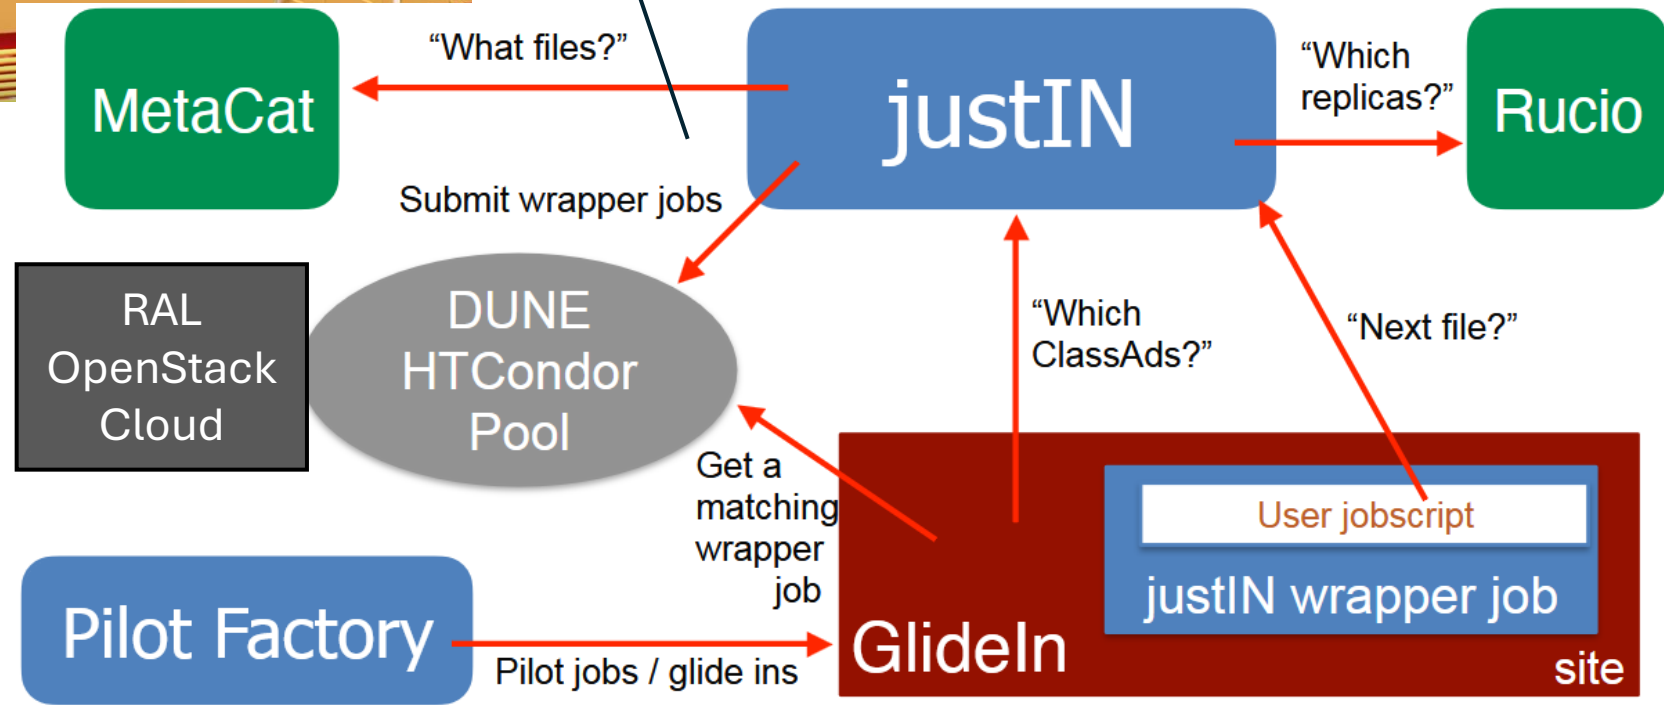 “What files?”
MetaCat
justIN
“Which
replicas?”
Rucio
Submit wrapper jobs
RAL
OpenStack
Cloud
DUNE
HTCondor
Pool
“Which
ClassAds?”
“Next file?”
Get a
matching
wrapper
job
User jobscript
justIN wrapper job
GlideIn
site
Pilot Factory
Pilot jobs / glide ins